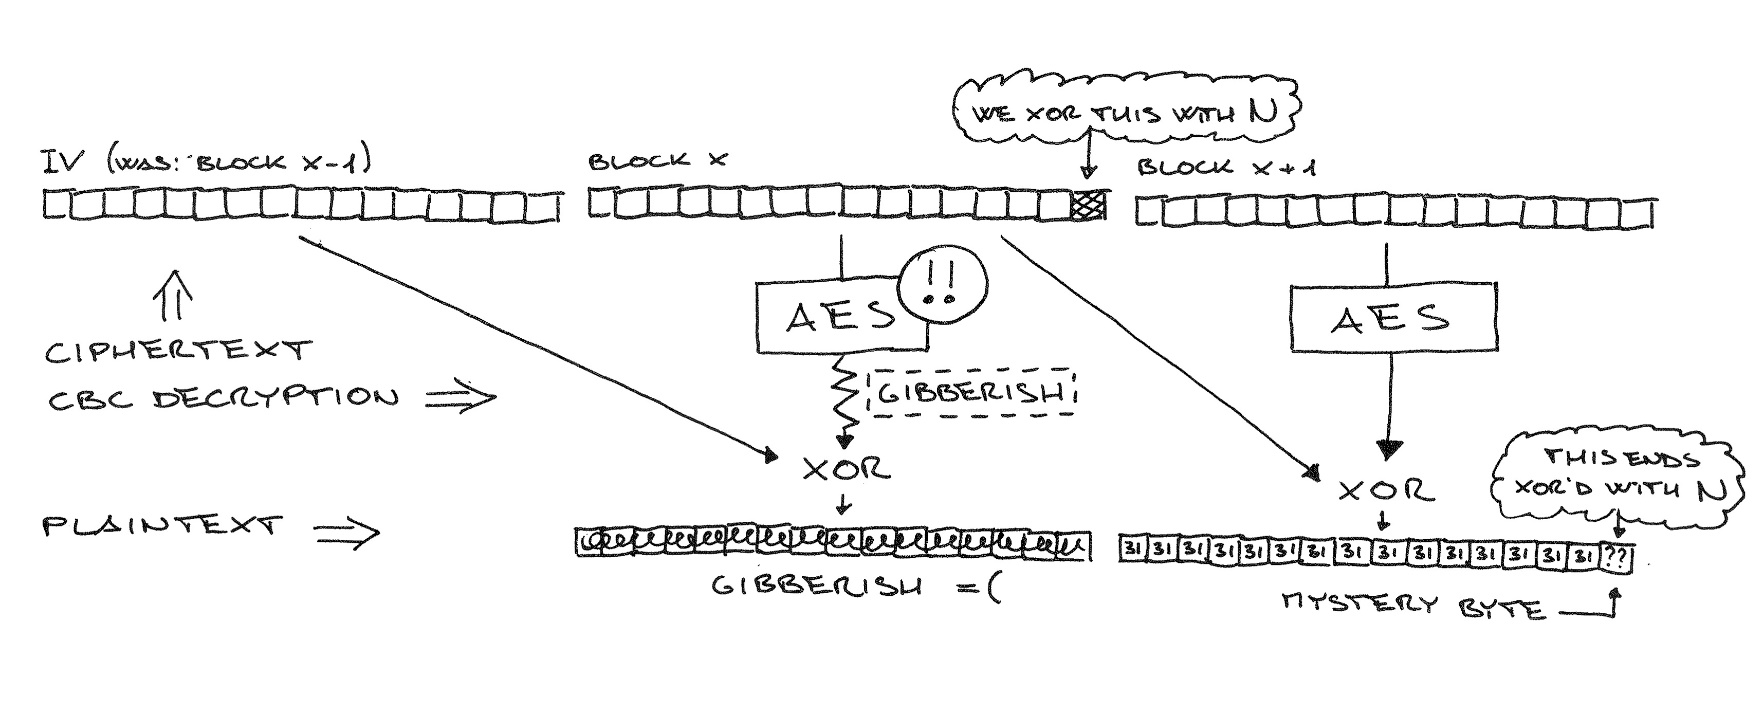 WE XOR THIS WITH N
IV (WAS: BLOCK X-1)
BLOCK X
BLOCK X+1
!!
AES
AES
CIPHERTEXT
CBC DECRYPTION
GIBBERISH
XOR
XOR
THIS ENDS
XOR'D WITH N
PLAINTEXT
31 31 31 31 31 31 31 31 31 31 31 31 31 31 31 ??
GIBBERISH =(
MYSTERY BYTE